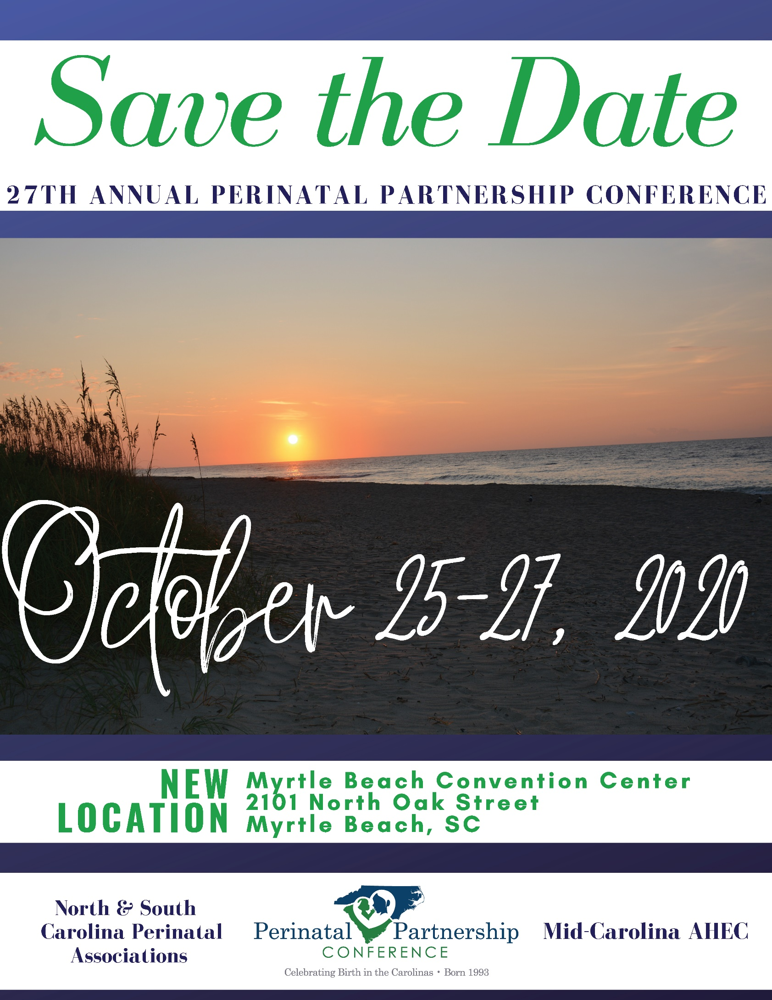 Save the Date
27TH ANNUAL PERINATAL PARTNERSHIP CONFERENCE
October 25-27, 2020
NEW
LOCATION
Myrtle Beach Convention Center
2101 North Oak Street
Myrtle Beach, SC
North & South
Carolina Perinatal
Associations
Perinatal Partnership
CONFERENCE
Celebrating Birth in the Carolinas • Born 1993
Mid-Carolina AHEC